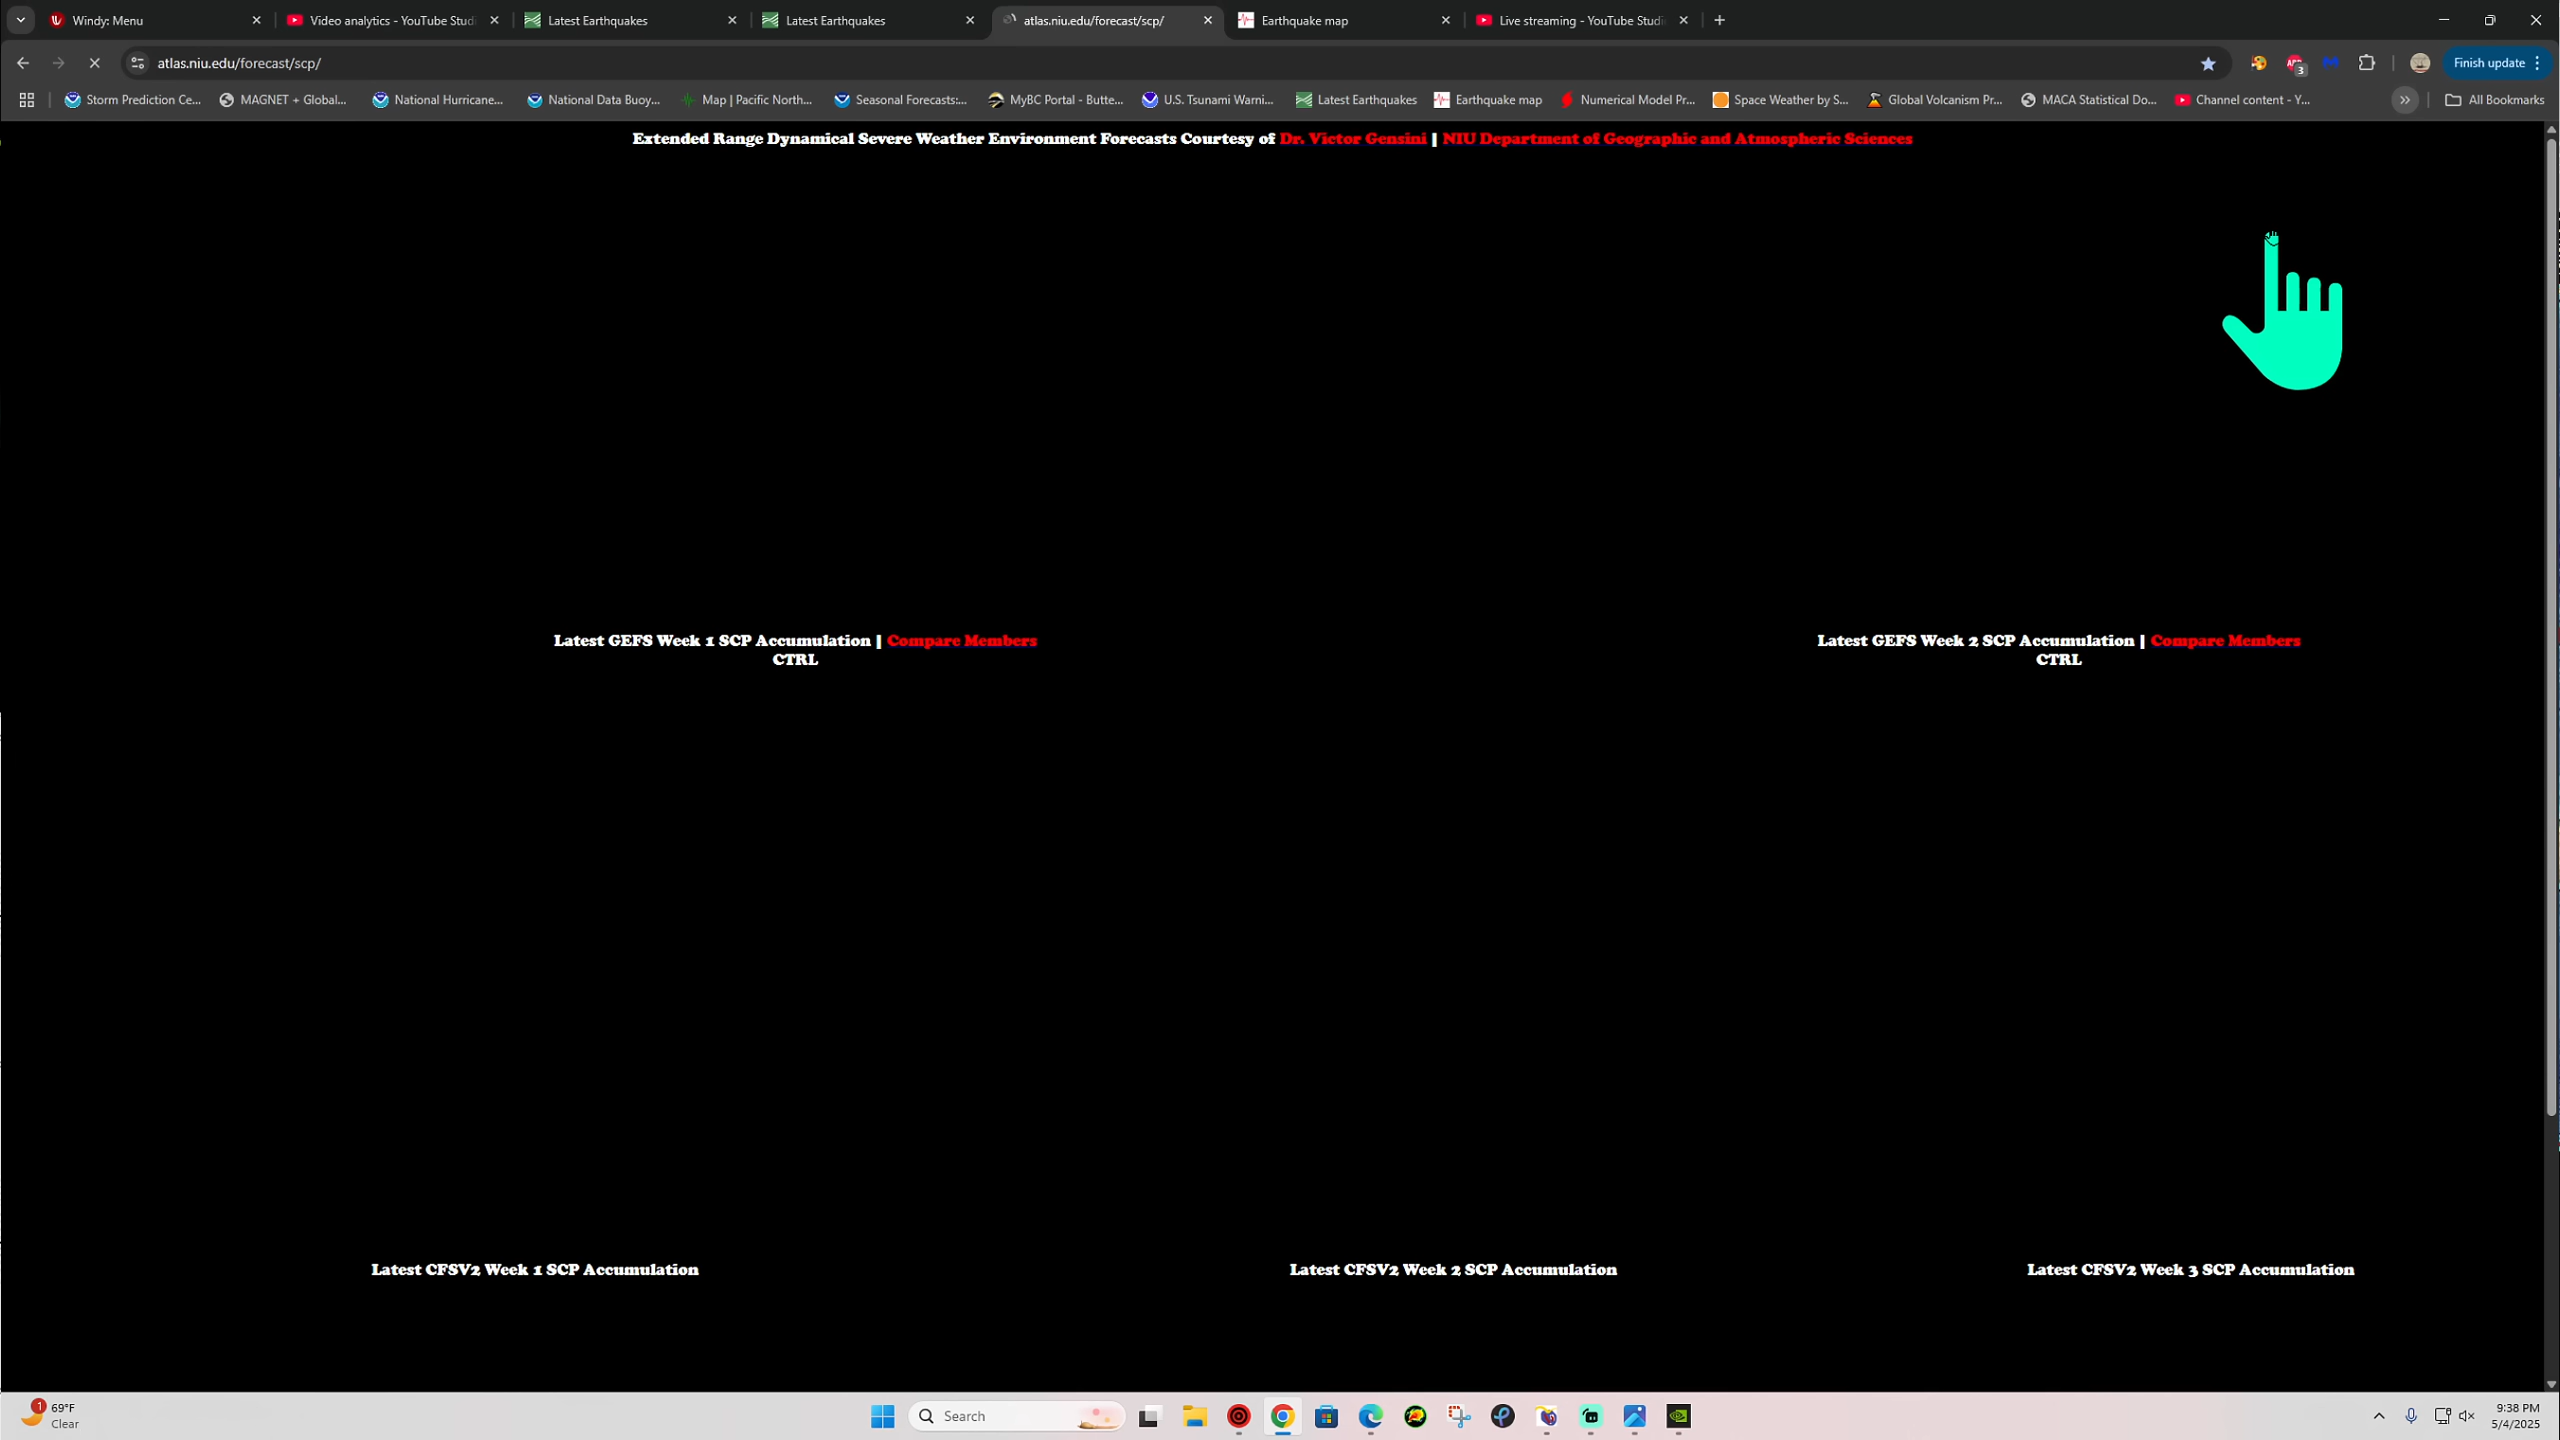 Windy: Menu
Video analytics - YouTube Studi
Latest Earthquakes
Latest Earthquakes
atlas.niu.edu/forecast/scp/
Earthquake map
Live streaming - YouTube Studi
atlas.niu.edu/forecast/scp/
3
Finish update
Storm Prediction Ce...
MAGNET + Global...
National Hurricane...
National Data Buoy...
Map | Pacific North...
Seasonal Forecasts:...
MyBC Portal - Butte...
U.S. Tsunami Warni...
Latest Earthquakes
Earthquake map
Numerical Model Pr...
Space Weather by S...
Global Volcanism Pr...
MACA Statistical Do...
Channel content - Y...
All Bookmarks
Extended Range Dynamical Severe Weather Environment Forecasts Courtesy of Dr. Victor Gensini | NIU Department of Geographic and Atmospheric Sciences
Latest GEFS Week 1 SCP Accumulation | Compare Members
CTRL
Latest GEFS Week 2 SCP Accumulation | Compare Members
CTRL
Latest CFSV2 Week 1 SCP Accumulation
Latest CFSV2 Week 2 SCP Accumulation
Latest CFSV2 Week 3 SCP Accumulation
1
69°F
Clear
Search
9:38 PM
5/4/2025